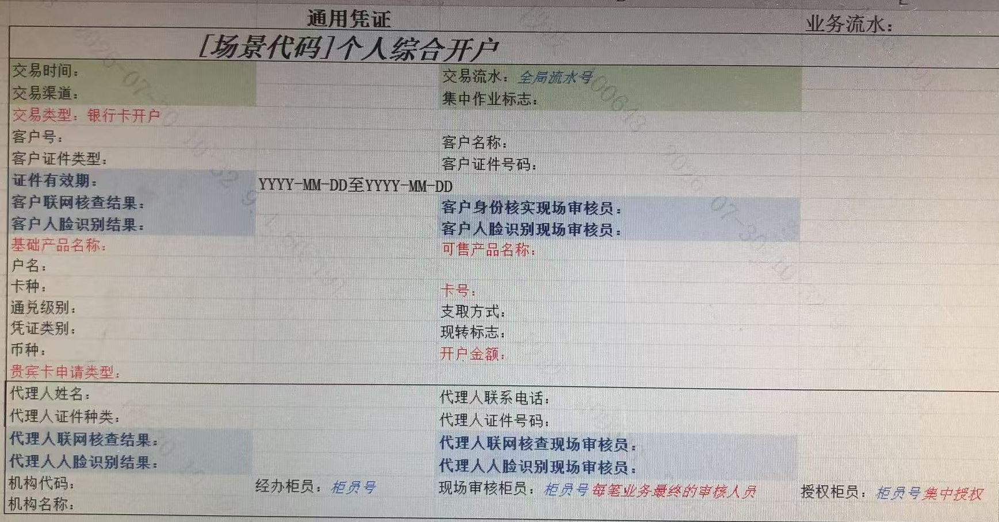 通用凭证 业务流水：
[场景代码]个人综合开户
交易时间： 交易流水：全局流水号
交易渠道： 集中作业标志：
交易类型：银行卡开户
客户号： 客户名称：
客户证件类型： 客户证件号码：
证件有效期： YYYY-MM-DD至YYYY-MM-DD
客户联网核查结果： 客户身份核实现场审核员：
客户人脸识别结果： 客户人脸识别现场审核员：
基础产品名称： 可售产品名称：
户名：
卡种： 卡号：
通兑级别： 支取方式：
凭证类别： 现转标志：
币种： 开户金额：
贵宾卡申请类型：
代理人姓名： 代理人联系电话：
代理人证件种类： 代理人证件号码：
代理人联网核查结果： 代理人联网核查现场审核员：
代理人人脸识别结果： 代理人人脸识别现场审核员：
机构代码： 经办柜员：柜员号 现场审核柜员：柜员号每笔业务最终的审核人员 授权柜员：柜员号集中授权
机构名称：